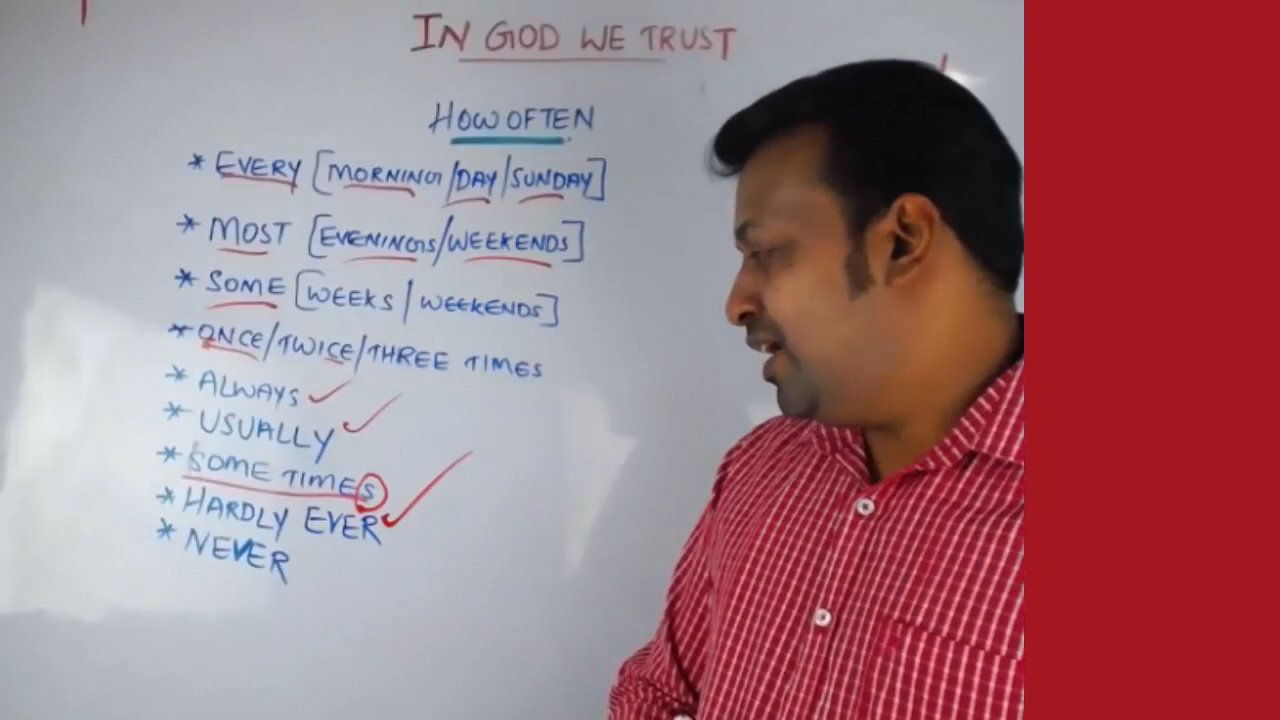 IN GOD WE TRUST
HOW OFTEN
* EVERY [MORNING/DAY/SUNDAY]
* MOST [EVENINGS/WEEKENDS]
* SOME [WEEKS/WEEKENDS]
* ONCE/TWICE/THREE TIMES
* ALWAYS ✓
* USUALLY ✓
* SOME TIMES
* HARDLY EVER ✓
* NEVER